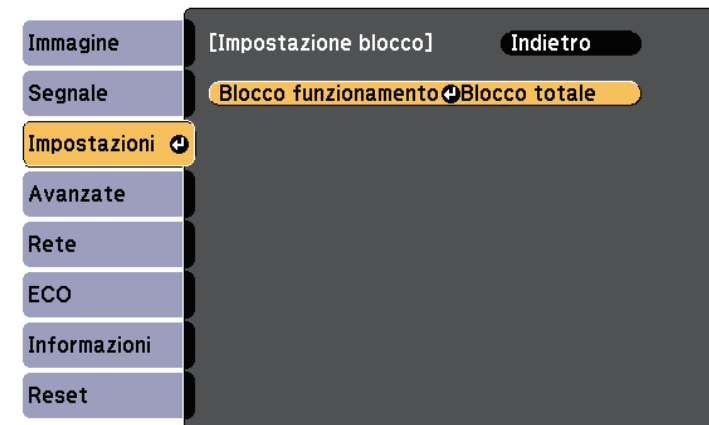 Immagine
Segnale
Impostazioni
Avanzate
Rete
ECO
Informazioni
Reset
[Impostazione blocco] Indietro
Blocco funzionamento Blocco totale